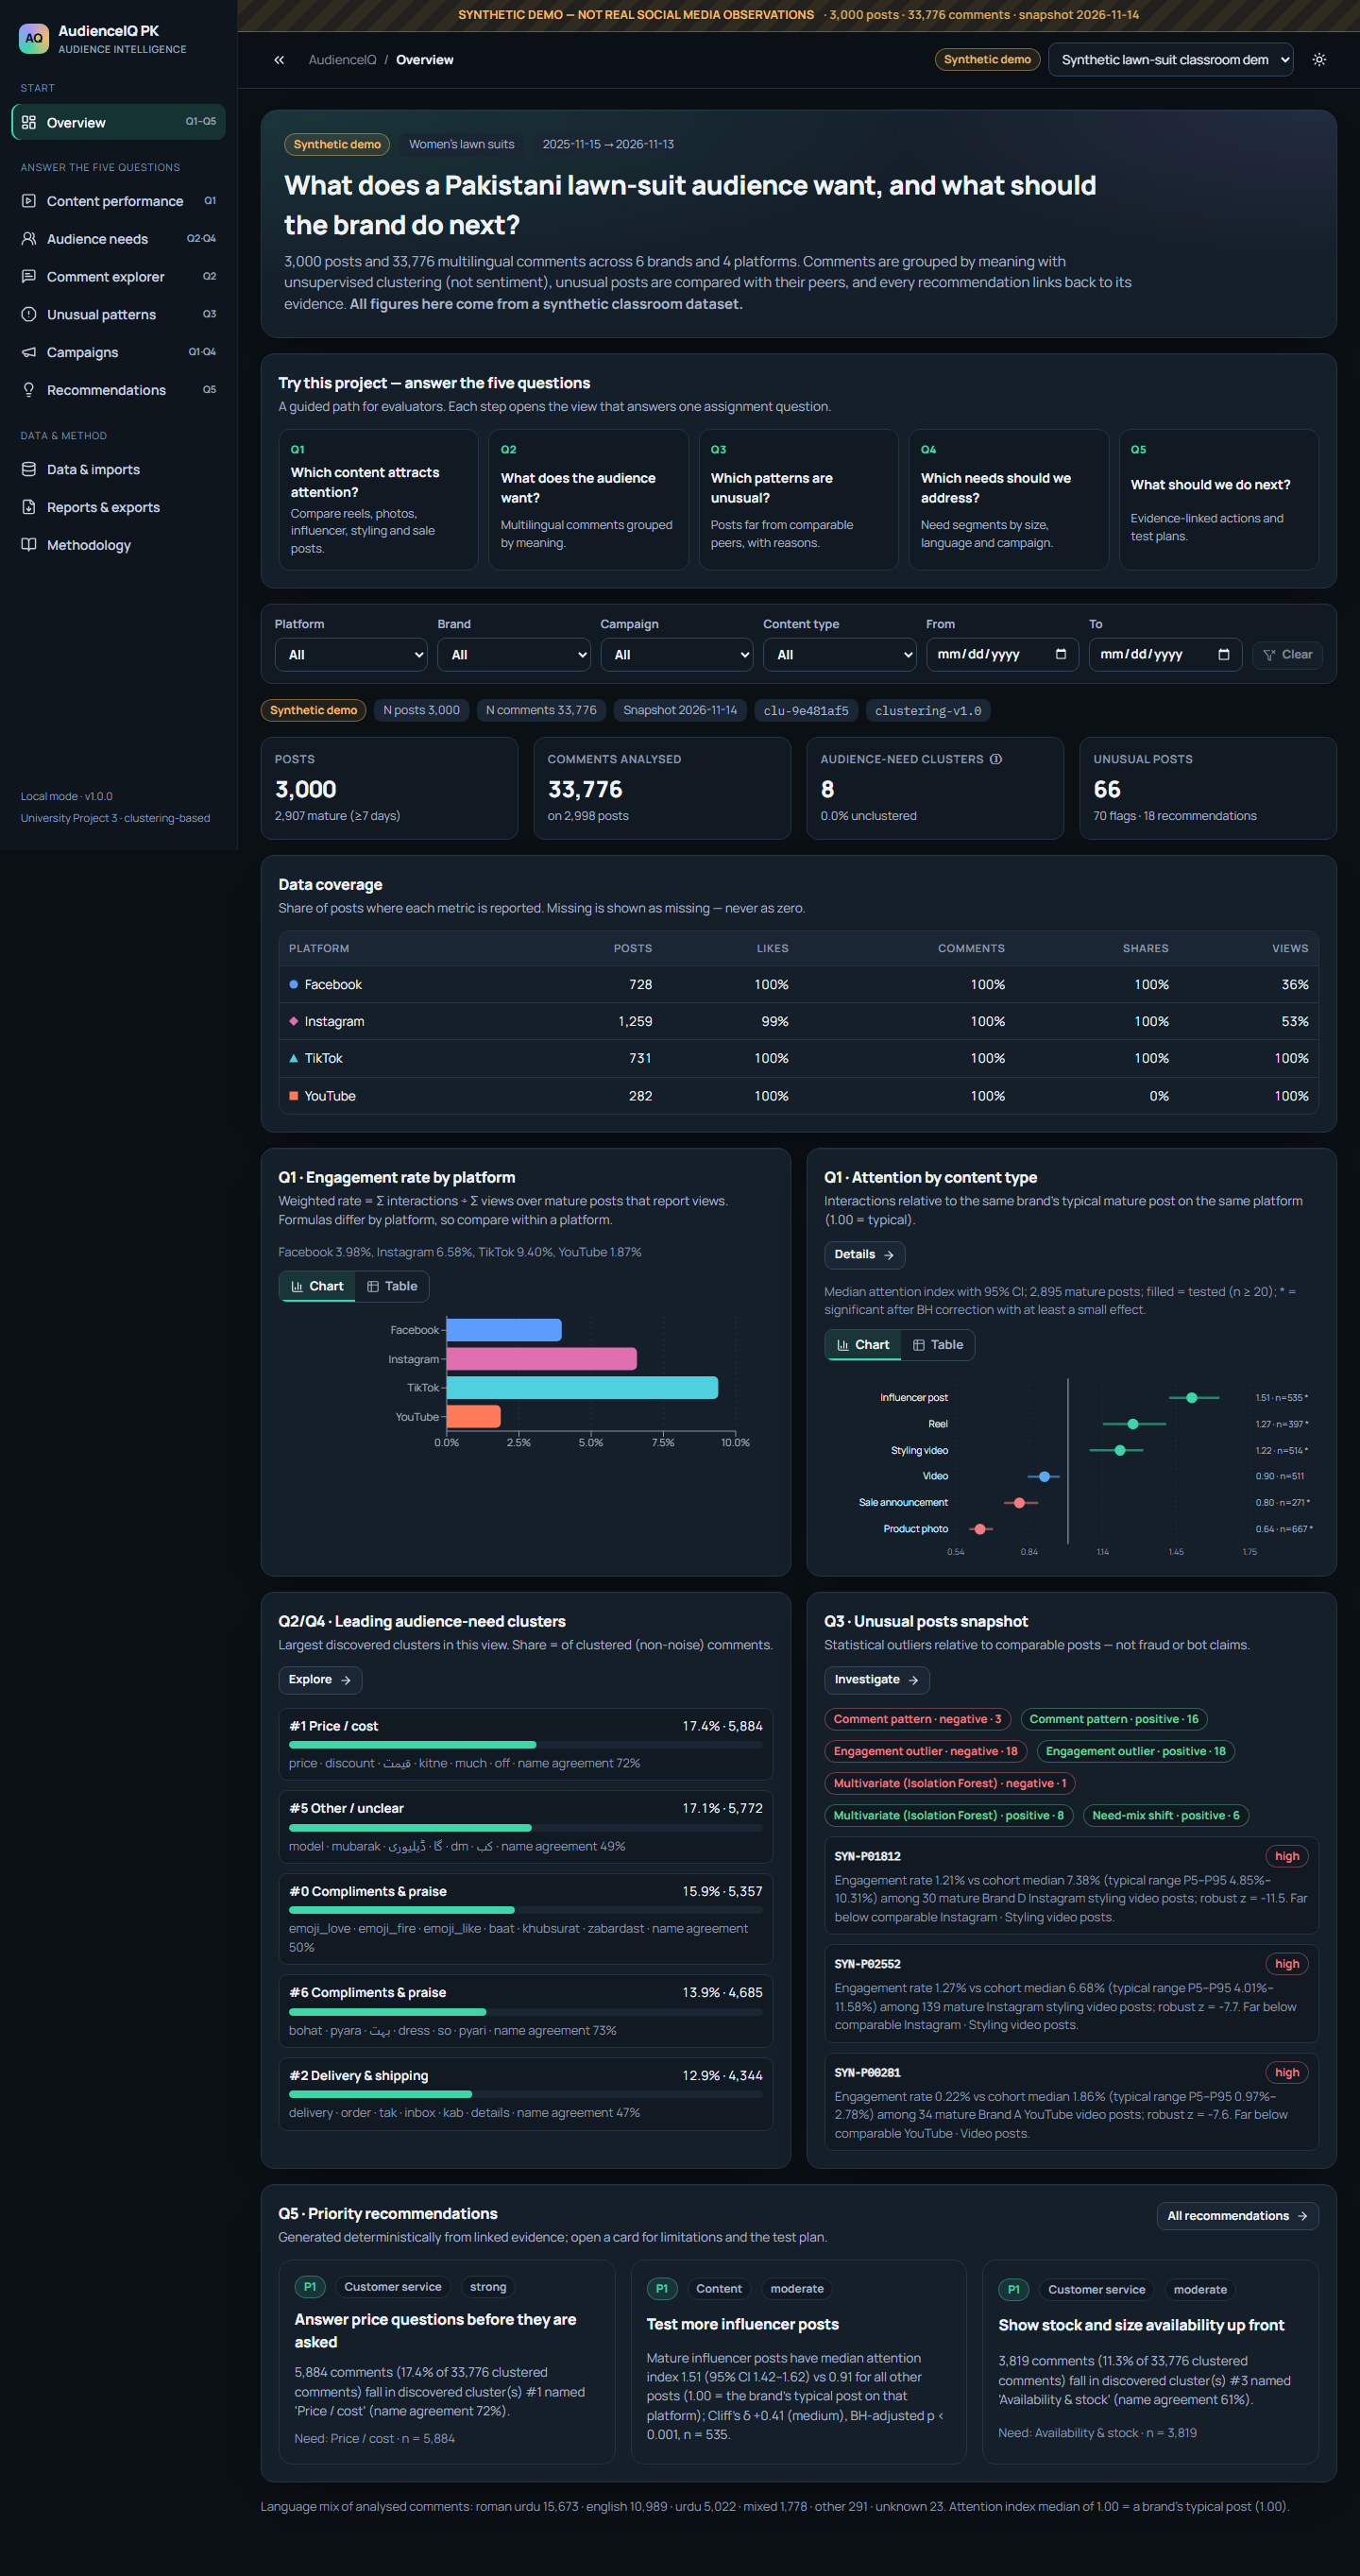 AQ
AudienceIQ PK
AUDIENCE INTELLIGENCE
START
Overview Q1–Q5
ANSWER THE FIVE QUESTIONS
Content performance Q1
Audience needs Q2·Q4
Comment explorer Q2
Unusual patterns Q3
Campaigns Q1·Q4
Recommendations Q5
DATA & METHOD
Data & imports
Reports & exports
Methodology
Local mode · v1.0.0
University Project 3 · clustering-based
SYNTHETIC DEMO — NOT REAL SOCIAL MEDIA OBSERVATIONS · 3,000 posts · 33,776 comments · snapshot 2026-11-14
AudienceIQ / Overview
Synthetic demo
Synthetic lawn-suit classroom dem
Synthetic demo Women's lawn suits 2025-11-15 → 2026-11-13
What does a Pakistani lawn-suit audience want, and what should
the brand do next?
3,000 posts and 33,776 multilingual comments across 6 brands and 4 platforms. Comments are grouped by meaning with
unsupervised clustering (not sentiment), unusual posts are compared with their peers, and every recommendation links back to its
evidence. All figures here come from a synthetic classroom dataset.
Try this project — answer the five questions
A guided path for evaluators. Each step opens the view that answers one assignment question.
Q1
Which content attracts
attention?
Compare reels, photos,
influencer, styling and sale
posts.
Q2
What does the audience
want?
Multilingual comments grouped
by meaning.
Q3
Which patterns are
unusual?
Posts far from comparable
peers, with reasons.
Q4
Which needs should we
address?
Need segments by size,
language and campaign.
Q5
What should we do next?
Evidence-linked actions and
test plans.
Platform Brand Campaign Content type From To
All All All All mm/dd/yyyy mm/dd/yyyy Clear
Synthetic demo N posts 3,000 N comments 33,776 Snapshot 2026-11-14 clu-9e481af5 clustering-v1.0
POSTS
3,000
2,907 mature (≥7 days)
COMMENTS ANALYSED
33,776
on 2,998 posts
AUDIENCE-NEED CLUSTERS
8
0.0% unclustered
UNUSUAL POSTS
66
70 flags · 18 recommendations
Data coverage
Share of posts where each metric is reported. Missing is shown as missing — never as zero.
PLATFORM POSTS LIKES COMMENTS SHARES VIEWS
Facebook 728 100% 100% 100% 36%
Instagram 1,259 99% 100% 100% 53%
TikTok 731 100% 100% 100% 100%
YouTube 282 100% 100% 0% 100%
Q1 · Engagement rate by platform
Weighted rate = Σ interactions ÷ Σ views over mature posts that report views.
Formulas differ by platform, so compare within a platform.
Facebook 3.98%, Instagram 6.58%, TikTok 9.40%, YouTube 1.87%
Chart Table
Facebook
Instagram
TikTok
YouTube
0.0% 2.5% 5.0% 7.5% 10.0%
Q1 · Attention by content type
Interactions relative to the same brand's typical mature post on the same platform
(1.00 = typical).
Details →
Median attention index with 95% CI; 2,895 mature posts; filled = tested (n ≥ 20); * =
significant after BH correction with at least a small effect.
Chart Table
Influencer post 1.51 · n=535 *
Reel 1.27 · n=397 *
Styling video 1.22 · n=514 *
Video 0.90 · n=511
Sale announcement 0.80 · n=271 *
Product photo 0.64 · n=667 *
0.54 0.84 1.14 1.45 1.75
Q2/Q4 · Leading audience-need clusters
Largest discovered clusters in this view. Share = of clustered (non-noise) comments.
Explore →
#1 Price / cost 17.4% · 5,884
price · discount · قیمت · kitne · much · off · name agreement 72%
#5 Other / unclear 17.1% · 5,772
model · mubarak · ڈیلیوری · گا · dm · کب · name agreement 49%
#0 Compliments & praise 15.9% · 5,357
emoji_love · emoji_fire · emoji_like · baat · khubsurat · zabardast · name agreement
50%
#6 Compliments & praise 13.9% · 4,685
bohat · pyara · بہت · dress · so · pyari · name agreement 73%
#2 Delivery & shipping 12.9% · 4,344
delivery · order · tak · inbox · kab · details · name agreement 47%
Q3 · Unusual posts snapshot
Statistical outliers relative to comparable posts — not fraud or bot claims.
Investigate →
Comment pattern · negative · 3 Comment pattern · positive · 16
Engagement outlier · negative · 18 Engagement outlier · positive · 18
Multivariate (Isolation Forest) · negative · 1
Multivariate (Isolation Forest) · positive · 8 Need-mix shift · positive · 6
SYN-P01812 high
Engagement rate 1.21% vs cohort median 7.38% (typical range P5–P95 4.85%–
10.31%) among 30 mature Brand D Instagram styling video posts; robust z = -11.5. Far
below comparable Instagram · Styling video posts.
SYN-P02552 high
Engagement rate 1.27% vs cohort median 6.68% (typical range P5–P95 4.01%–
11.58%) among 139 mature Instagram styling video posts; robust z = -7.7. Far below
comparable Instagram · Styling video posts.
SYN-P00281 high
Engagement rate 0.22% vs cohort median 1.86% (typical range P5–P95 0.97%–
2.78%) among 34 mature Brand A YouTube video posts; robust z = -7.6. Far below
comparable YouTube · Video posts.
Q5 · Priority recommendations
Generated deterministically from linked evidence; open a card for limitations and the test plan.
All recommendations →
P1 Customer service strong
Answer price questions before they are
asked
5,884 comments (17.4% of 33,776 clustered
comments) fall in discovered cluster(s) #1 named
'Price / cost' (name agreement 72%).
Need: Price / cost · n = 5,884
P1 Content moderate
Test more influencer posts
Mature influencer posts have median attention
index 1.51 (95% CI 1.42–1.62) vs 0.91 for all other
posts (1.00 = the brand's typical post on that
platform); Cliff's δ +0.41 (medium), BH-adjusted p <
0.001, n = 535.
P1 Customer service moderate
Show stock and size availability up front
3,819 comments (11.3% of 33,776 clustered
comments) fall in discovered cluster(s) #3 named
'Availability & stock' (name agreement 61%).
Need: Availability & stock · n = 3,819
Language mix of analysed comments: roman urdu 15,673 · english 10,989 · urdu 5,022 · mixed 1,778 · other 291 · unknown 23. Attention index median of 1.00 = a brand's typical post (1.00).